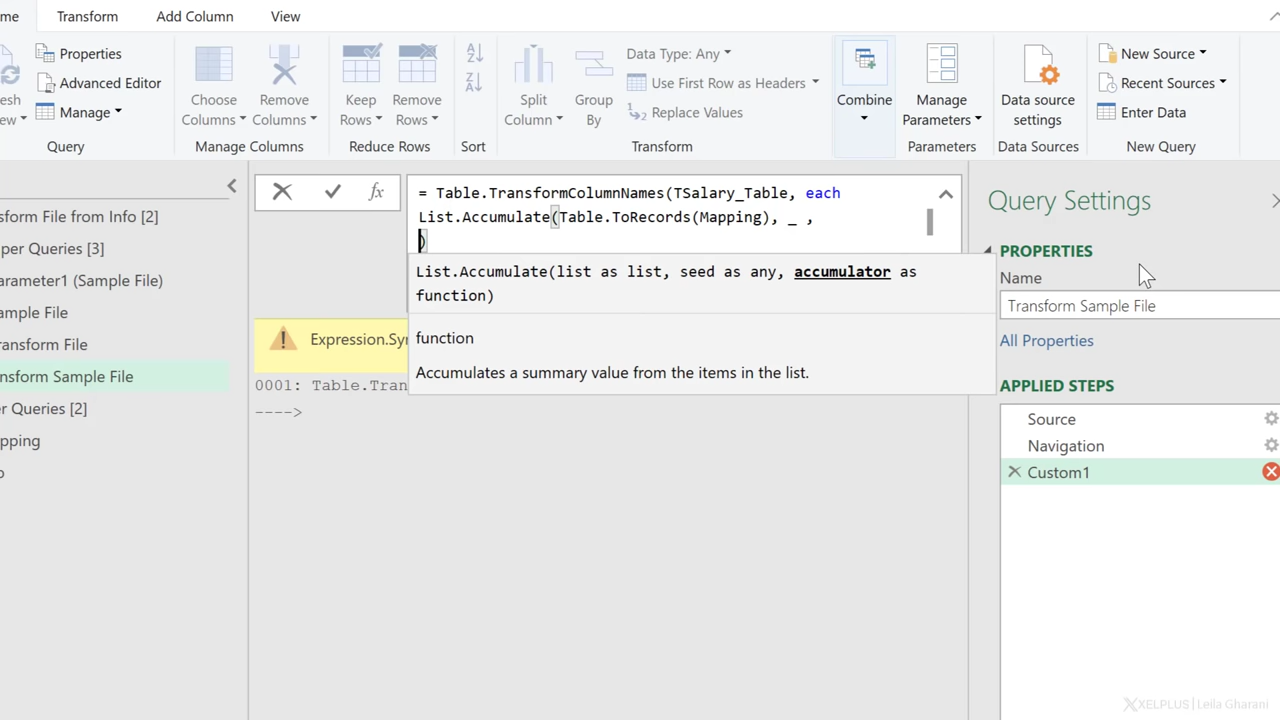 me
Transform
Add Column
View
esh
ew
Properties
Advanced Editor
Manage
Query
Choose
Columns
Remove
Columns
Manage Columns
Keep
Rows
Remove
Rows
Reduce Rows
Sort
Split
Column
Group
By
Data Type: Any
Use First Row as Headers
Replace Values
Transform
Combine
Manage
Parameters
Parameters
Data source
settings
Data Sources
New Source
Recent Sources
Enter Data
New Query
sform File from Info [2]
per Queries [3]
arameter1 (Sample File)
ample File
ransform File
nsform Sample File
er Queries [2]
pping
o
fx
= Table.TransformColumnNames(TSalary_Table, each
List.Accumulate(Table.ToRecords(Mapping), _ ,
)
List.Accumulate(list as list, seed as any, accumulator as
function)
function
Accumulates a summary value from the items in the list.
Expression.Sy
0001: Table.Tran
---->
Query Settings
PROPERTIES
Name
Transform Sample File
All Properties
APPLIED STEPS
Source
Navigation
Custom1
XELPLUS | Leila Gharani